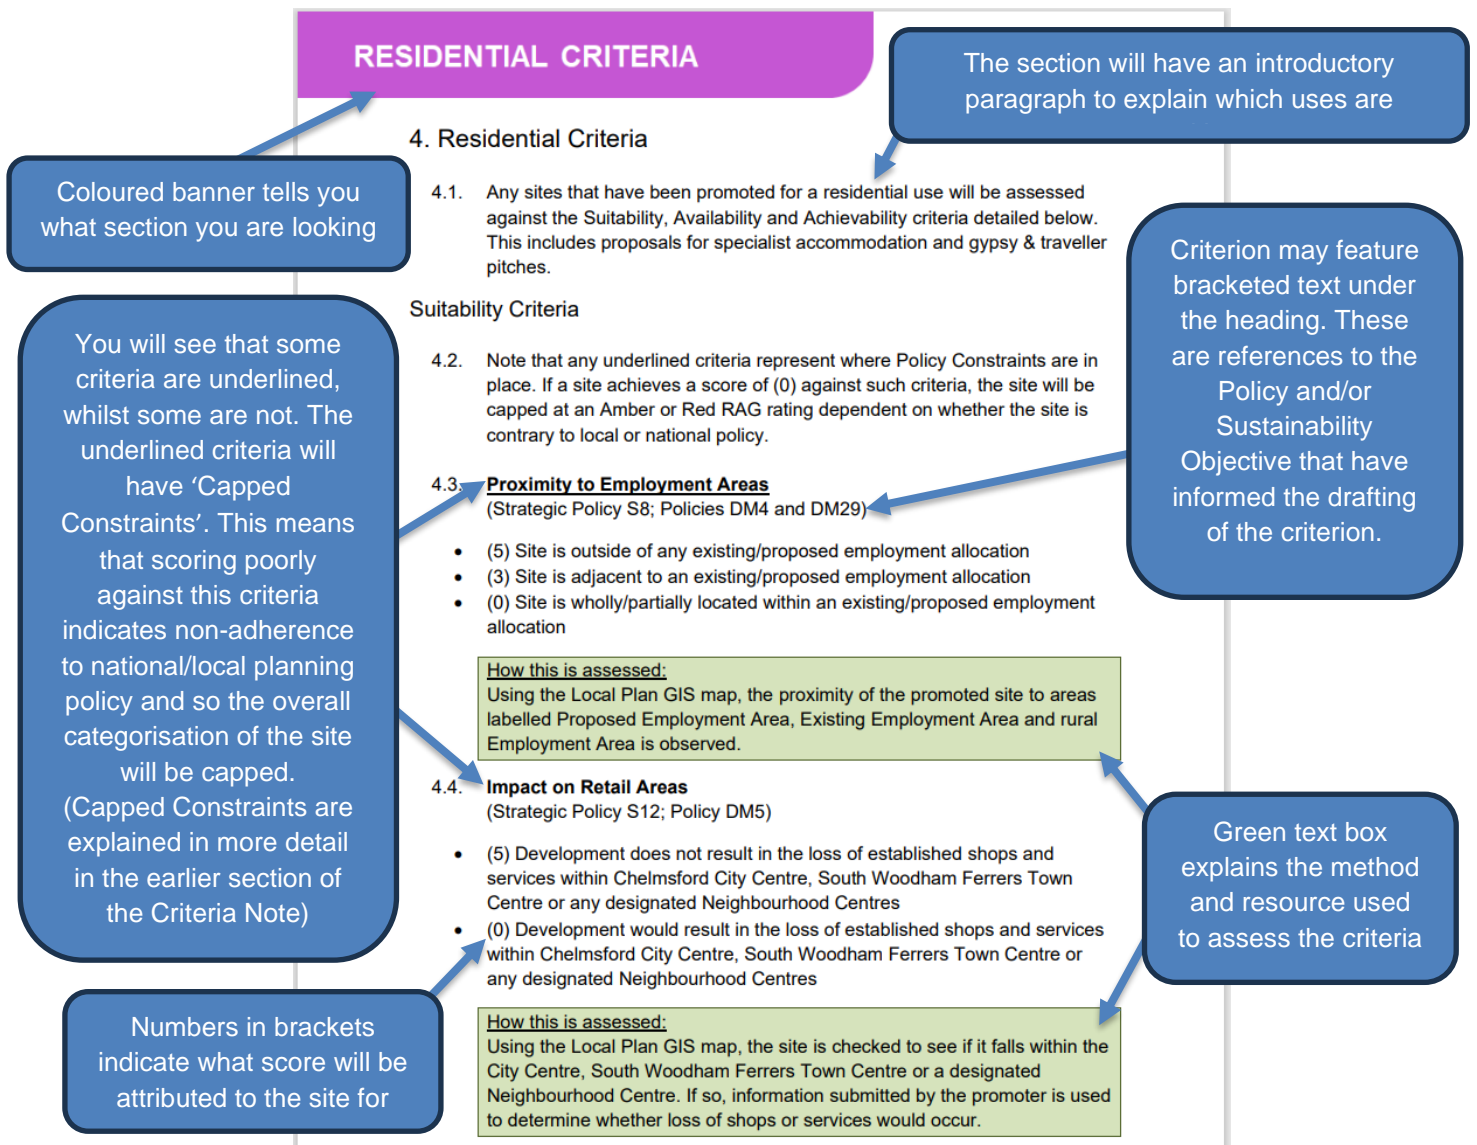 RESIDENTIAL CRITERIA
The section will have an introductory
paragraph to explain which uses are
Coloured banner tells you
what section you are looking
4. Residential Criteria
4.1. Any sites that have been promoted for a residential use will be assessed
against the Suitability, Availability and Achievability criteria detailed below.
This includes proposals for specialist accommodation and gypsy & traveller
pitches.
Criterion may feature
bracketed text under
the heading. These
are references to the
Policy and/or
Sustainability
Objective that have
informed the drafting
of the criterion.
Suitability Criteria
You will see that some
criteria are underlined,
whilst some are not. The
underlined criteria will
have ‘Capped
Constraints’. This means
that scoring poorly
against this criteria
indicates non-adherence
to national/local planning
policy and so the overall
categorisation of the site
will be capped.
(Capped Constraints are
explained in more detail
in the earlier section of
the Criteria Note)
4.2. Note that any underlined criteria represent where Policy Constraints are in
place. If a site achieves a score of (0) against such criteria, the site will be
capped at an Amber or Red RAG rating dependent on whether the site is
contrary to local or national policy.
4.3. Proximity to Employment Areas
(Strategic Policy S8; Policies DM4 and DM29)
• (5) Site is outside of any existing/proposed employment allocation
• (3) Site is adjacent to an existing/proposed employment allocation
• (0) Site is wholly/partially located within an existing/proposed employment
allocation
How this is assessed:
Using the Local Plan GIS map, the proximity of the promoted site to areas
labelled Proposed Employment Area, Existing Employment Area and rural
Employment Area is observed.
4.4. Impact on Retail Areas
(Strategic Policy S12; Policy DM5)
• (5) Development does not result in the loss of established shops and
services within Chelmsford City Centre, South Woodham Ferrers Town
Centre or any designated Neighbourhood Centres
• (0) Development would result in the loss of established shops and services
within Chelmsford City Centre, South Woodham Ferrers Town Centre or
any designated Neighbourhood Centres
Green text box
explains the method
and resource used
to assess the criteria
Numbers in brackets
indicate what score will be
attributed to the site for
How this is assessed:
Using the Local Plan GIS map, the site is checked to see if it falls within the
City Centre, South Woodham Ferrers Town Centre or a designated
Neighbourhood Centre. If so, information submitted by the promoter is used
to determine whether loss of shops or services would occur.